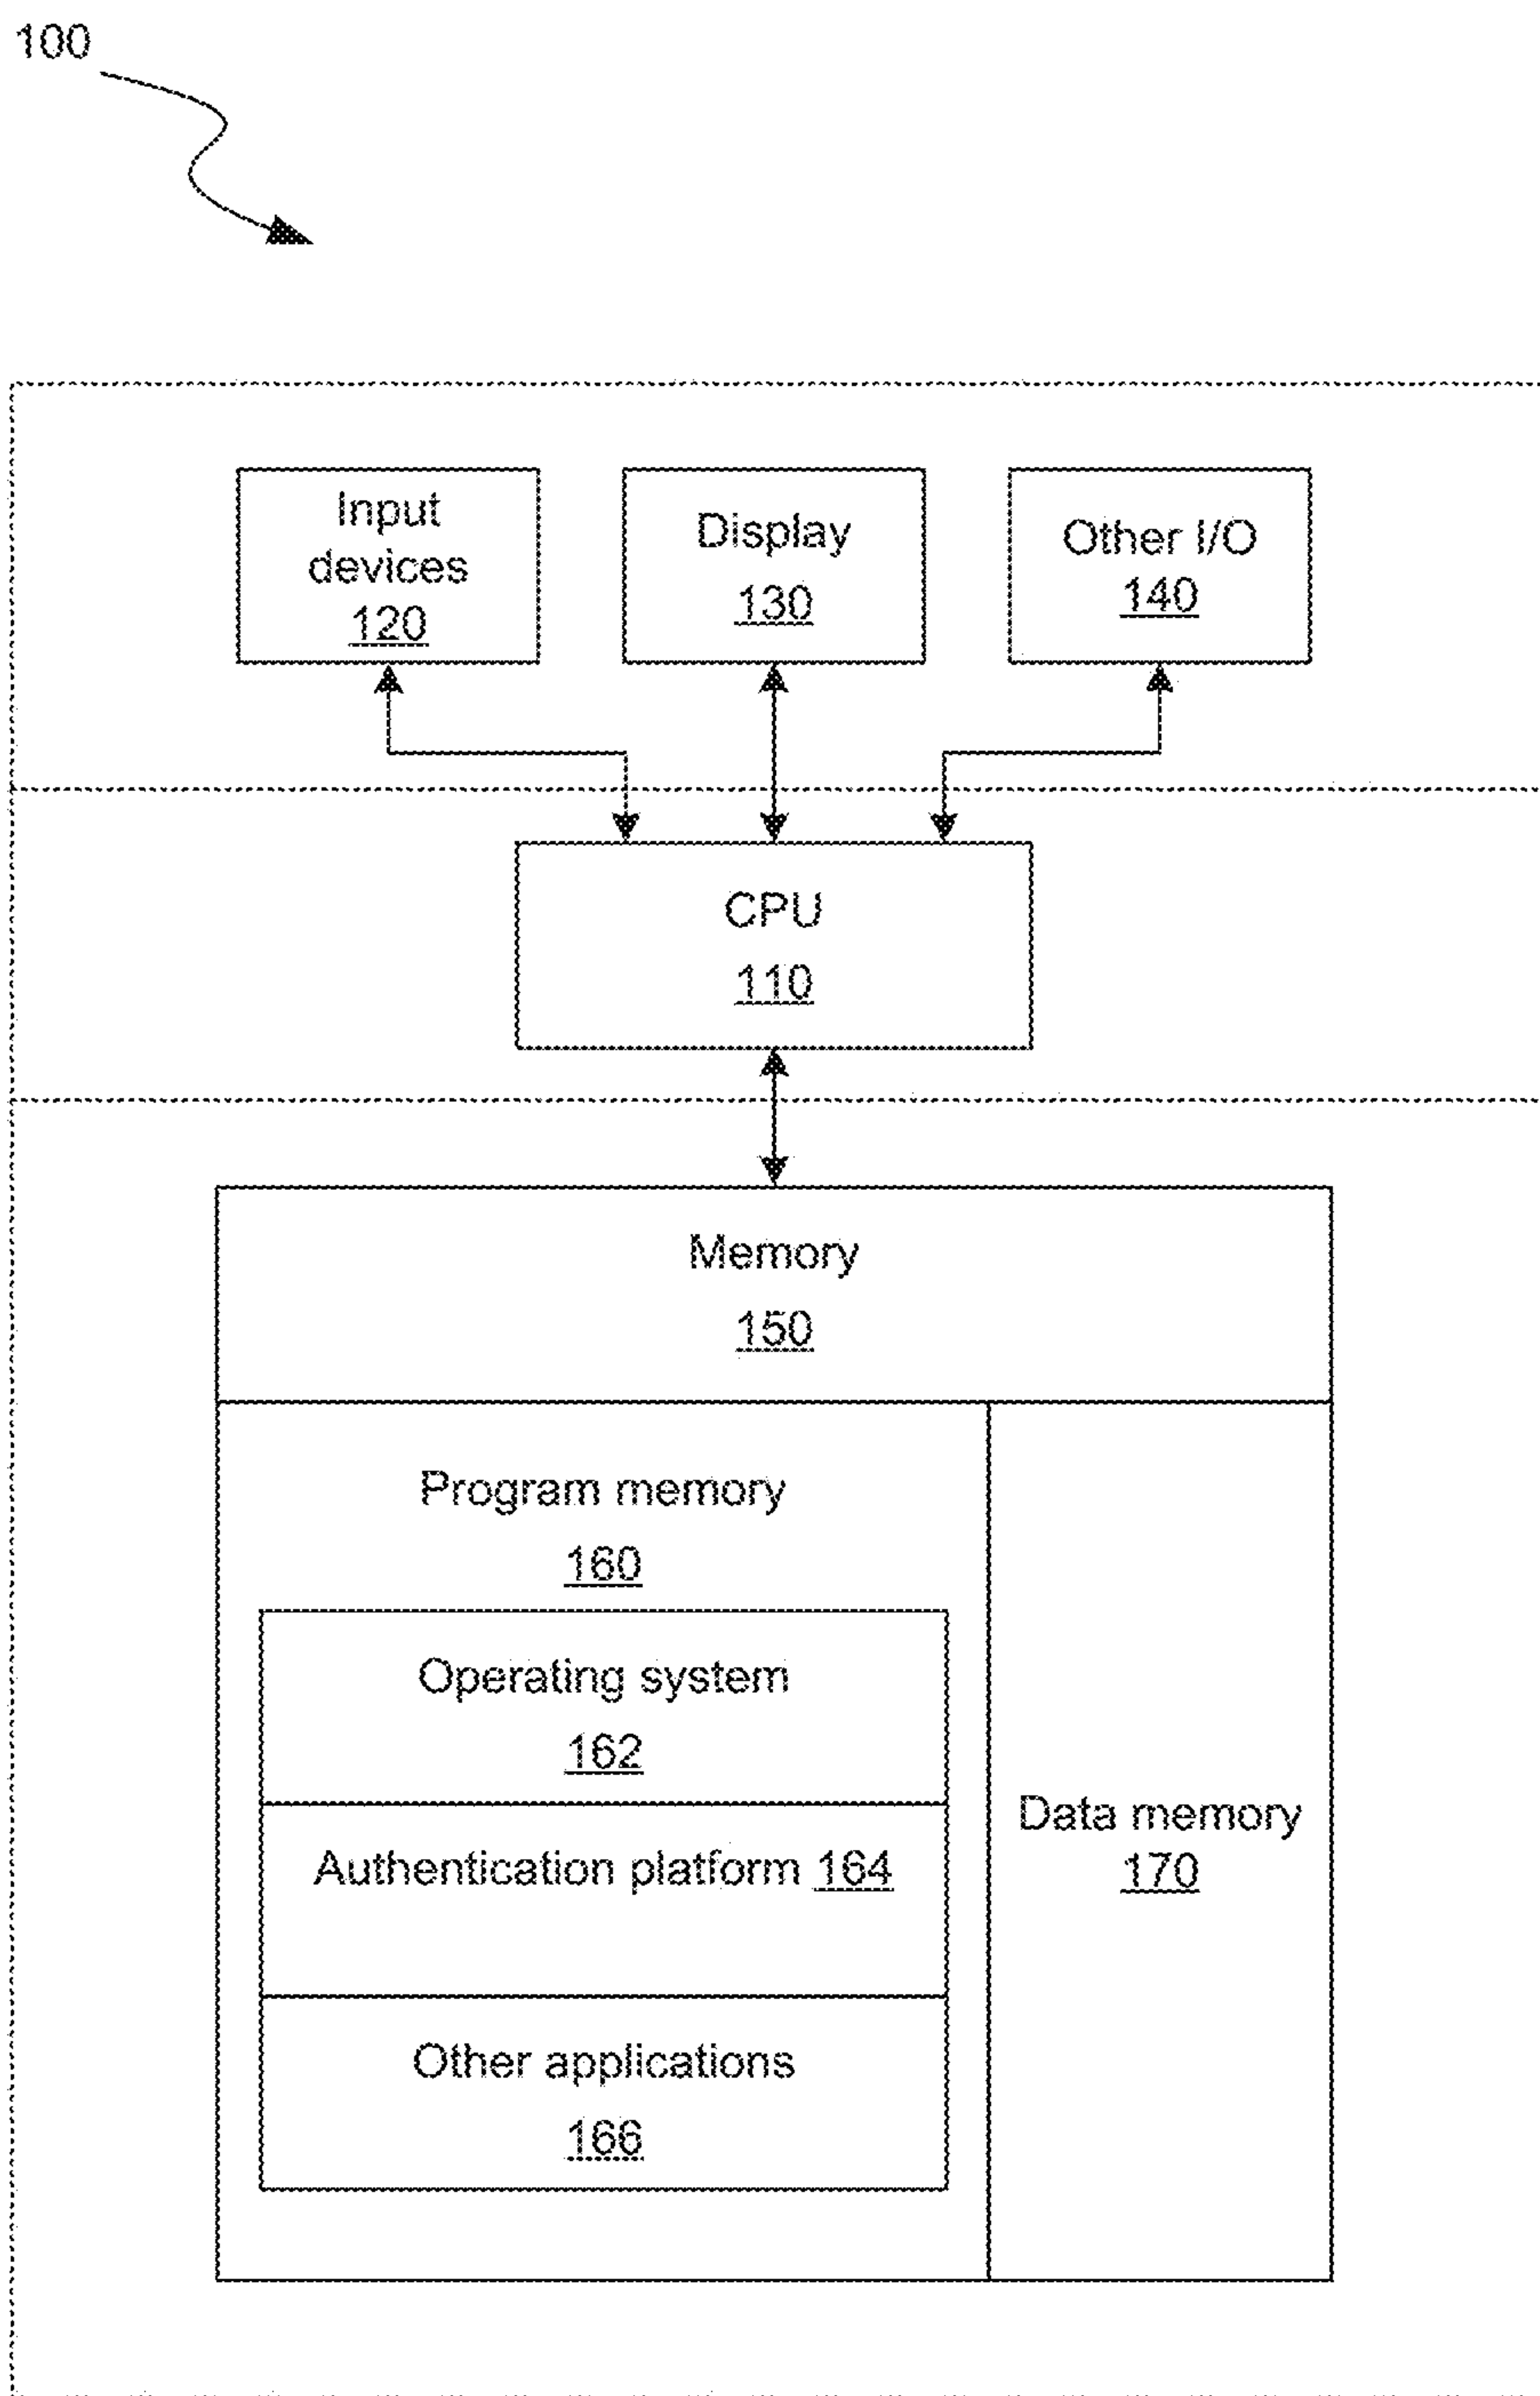 100
Input
devices
120
Display
130
Other I/O
140
CPU
110
Memory
150
Program memory
160
Operating system
162
Authentication platform 164
Other applications
166
Data memory
170